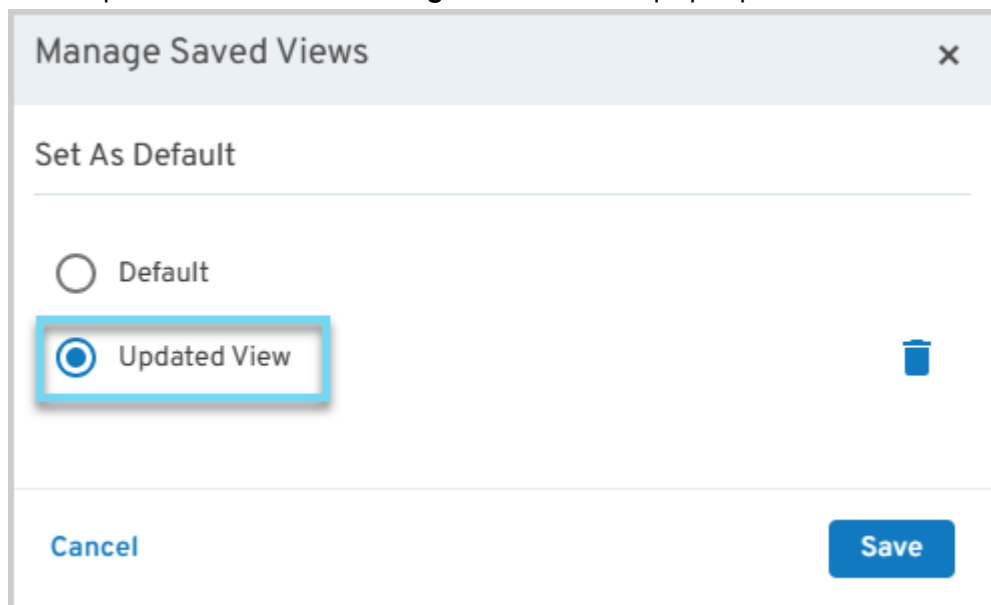 Manage Saved Views
Set As Default
Default
Updated View
Cancel
Save